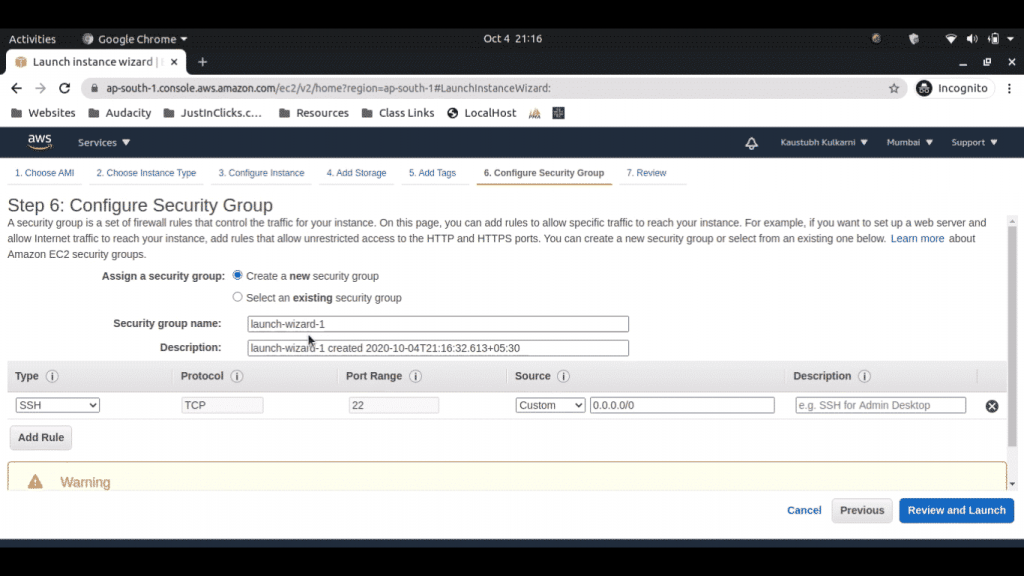 Activities Google Chrome Oct 4 21:16
Launch instance wizard |
ap-south-1.console.aws.amazon.com/ec2/v2/home?region=ap-south-1#LaunchInstanceWizard: Incognito
Websites Audacity JustInClicks.c... Resources Class Links LocalHost
aws Services Kaustubh Kulkarni Mumbai Support
1. Choose AMI 2. Choose Instance Type 3. Configure Instance 4. Add Storage 5. Add Tags 6. Configure Security Group 7. Review
Step 6: Configure Security Group
A security group is a set of firewall rules that control the traffic for your instance. On this page, you can add rules to allow specific traffic to reach your instance. For example, if you want to set up a web server and
allow Internet traffic to reach your instance, add rules that allow unrestricted access to the HTTP and HTTPS ports. You can create a new security group or select from an existing one below. Learn more about
Amazon EC2 security groups.
Assign a security group: Create a new security group
Select an existing security group
Security group name: launch-wizard-1
Description: launch-wizard-1 created 2020-10-04T21:16:32.613+05:30
Type i Protocol i Port Range i Source i Description i
SSH TCP 22 Custom 0.0.0.0/0 e.g. SSH for Admin Desktop
Add Rule
Warning
Cancel Previous Review and Launch